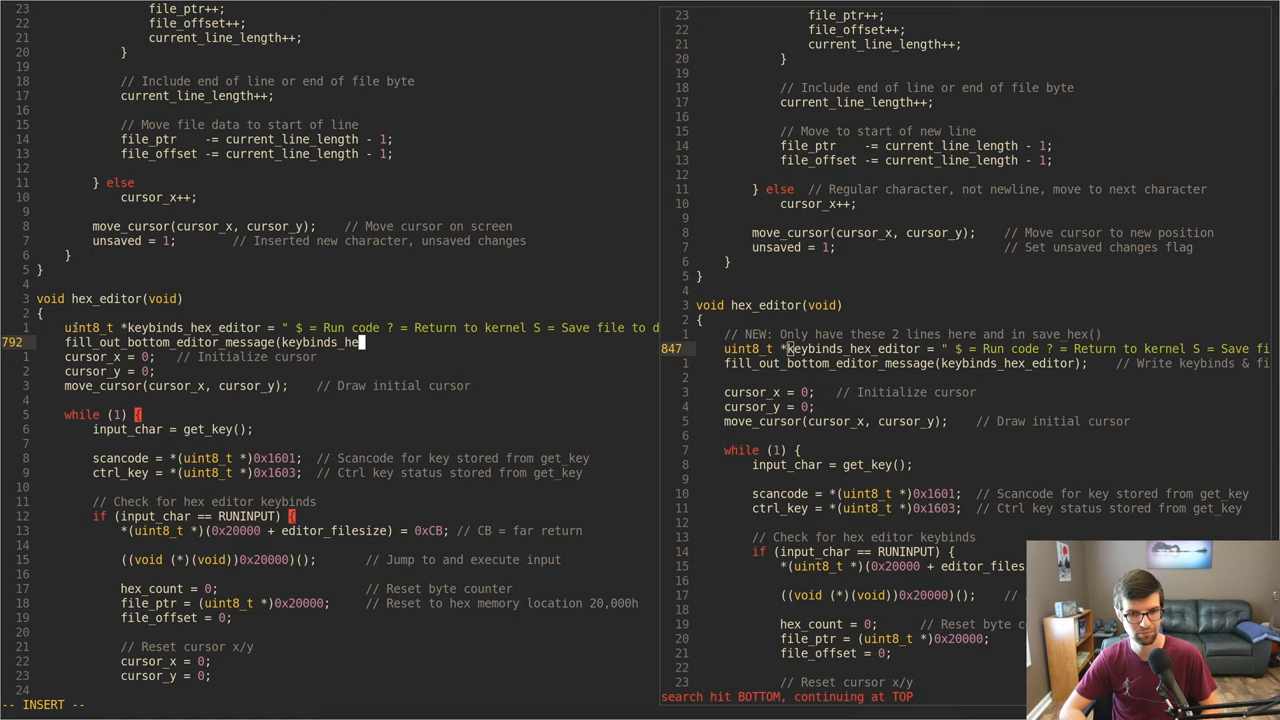 23 file_ptr++;
22 file_offset++;
21 current_line_length++;
20 }
19
18 // Include end of line or end of file byte
17 current_line_length++;
16
15 // Move file data to start of line
14 file_ptr    -= current_line_length - 1;
13 file_offset -= current_line_length - 1;
12
11 } else
10 cursor_x++;
9
8 move_cursor(cursor_x, cursor_y);    // Move cursor on screen
7 unsaved = 1;        // Inserted new character, unsaved changes
6 }
5 }
4
3 void hex_editor(void)
2 {
1 uint8_t *keybinds_hex_editor = " $ = Run code ? = Return to kernel S = Save file to d
792 fill_out_bottom_editor_message(keybinds_he
1 cursor_x = 0;   // Initialize cursor
2 cursor_y = 0;
3 move_cursor(cursor_x, cursor_y);    // Draw initial cursor
4
5 while (1) {
6 input_char = get_key();
7
8 scancode = *(uint8_t *)0x1601;  // Scancode for key stored from get_key
9 ctrl_key = *(uint8_t *)0x1603;  // Ctrl key status stored from get_key
10
11 // Check for hex editor keybinds
12 if (input_char == RUNINPUT) {
13 *(uint8_t *)(0x20000 + editor_filesize) = 0xCB; // CB = far return
14
15 ((void (*)(void))0x20000)();     // Jump to and execute input
16
17 hex_count = 0;                   // Reset byte counter
18 file_ptr = (uint8_t *)0x20000;   // Reset to hex memory location 20,000h
19 file_offset = 0;
20
21 // Reset cursor x/y
22 cursor_x = 0;
23 cursor_y = 0;
24
-- INSERT --
23 file_ptr++;
22 file_offset++;
21 current_line_length++;
20 }
19
18 // Include end of line or end of file byte
17 current_line_length++;
16
15 // Move to start of new line
14 file_ptr    -= current_line_length - 1;
13 file_offset -= current_line_length - 1;
12
11 } else  // Regular character, not newline, move to next character
10 cursor_x++;
9
8 move_cursor(cursor_x, cursor_y);    // Move cursor to new position
7 unsaved = 1;                        // Set unsaved changes flag
6 }
5 }
4
3 void hex_editor(void)
2 {
1 // NEW: Only have these 2 lines here and in save_hex()
847 uint8_t *keybinds_hex_editor = " $ = Run code ? = Return to kernel S = Save fi
1 fill_out_bottom_editor_message(keybinds_hex_editor);    // Write keybinds & fi
2
3 cursor_x = 0;   // Initialize cursor
4 cursor_y = 0;
5 move_cursor(cursor_x, cursor_y);    // Draw initial cursor
6
7 while (1) {
8 input_char = get_key();
9
10 scancode = *(uint8_t *)0x1601;  // Scancode for key stored from get_key
11 ctrl_key = *(uint8_t *)0x1603;  // Ctrl key status stored from get_key
12
13 // Check for hex editor keybinds
14 if (input_char == RUNINPUT) {
15 *(uint8_t *)(0x20000 + editor_files
16
17 ((void (*)(void))0x20000)();    //
18
19 hex_count = 0;      // Reset byte c
20 file_ptr = (uint8_t *)0x20000;
21 file_offset = 0;
22
23 // Reset cursor x/y
search hit BOTTOM, continuing at TOP